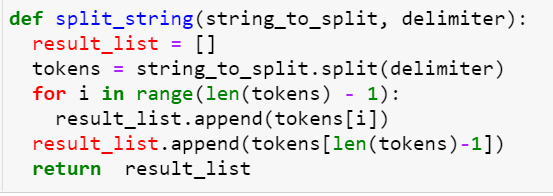 def split_string(string_to_split, delimiter):
  result_list = []
  tokens = string_to_split.split(delimiter)
  for i in range(len(tokens) - 1):
    result_list.append(tokens[i])
  result_list.append(tokens[len(tokens)-1])
  return  result_list